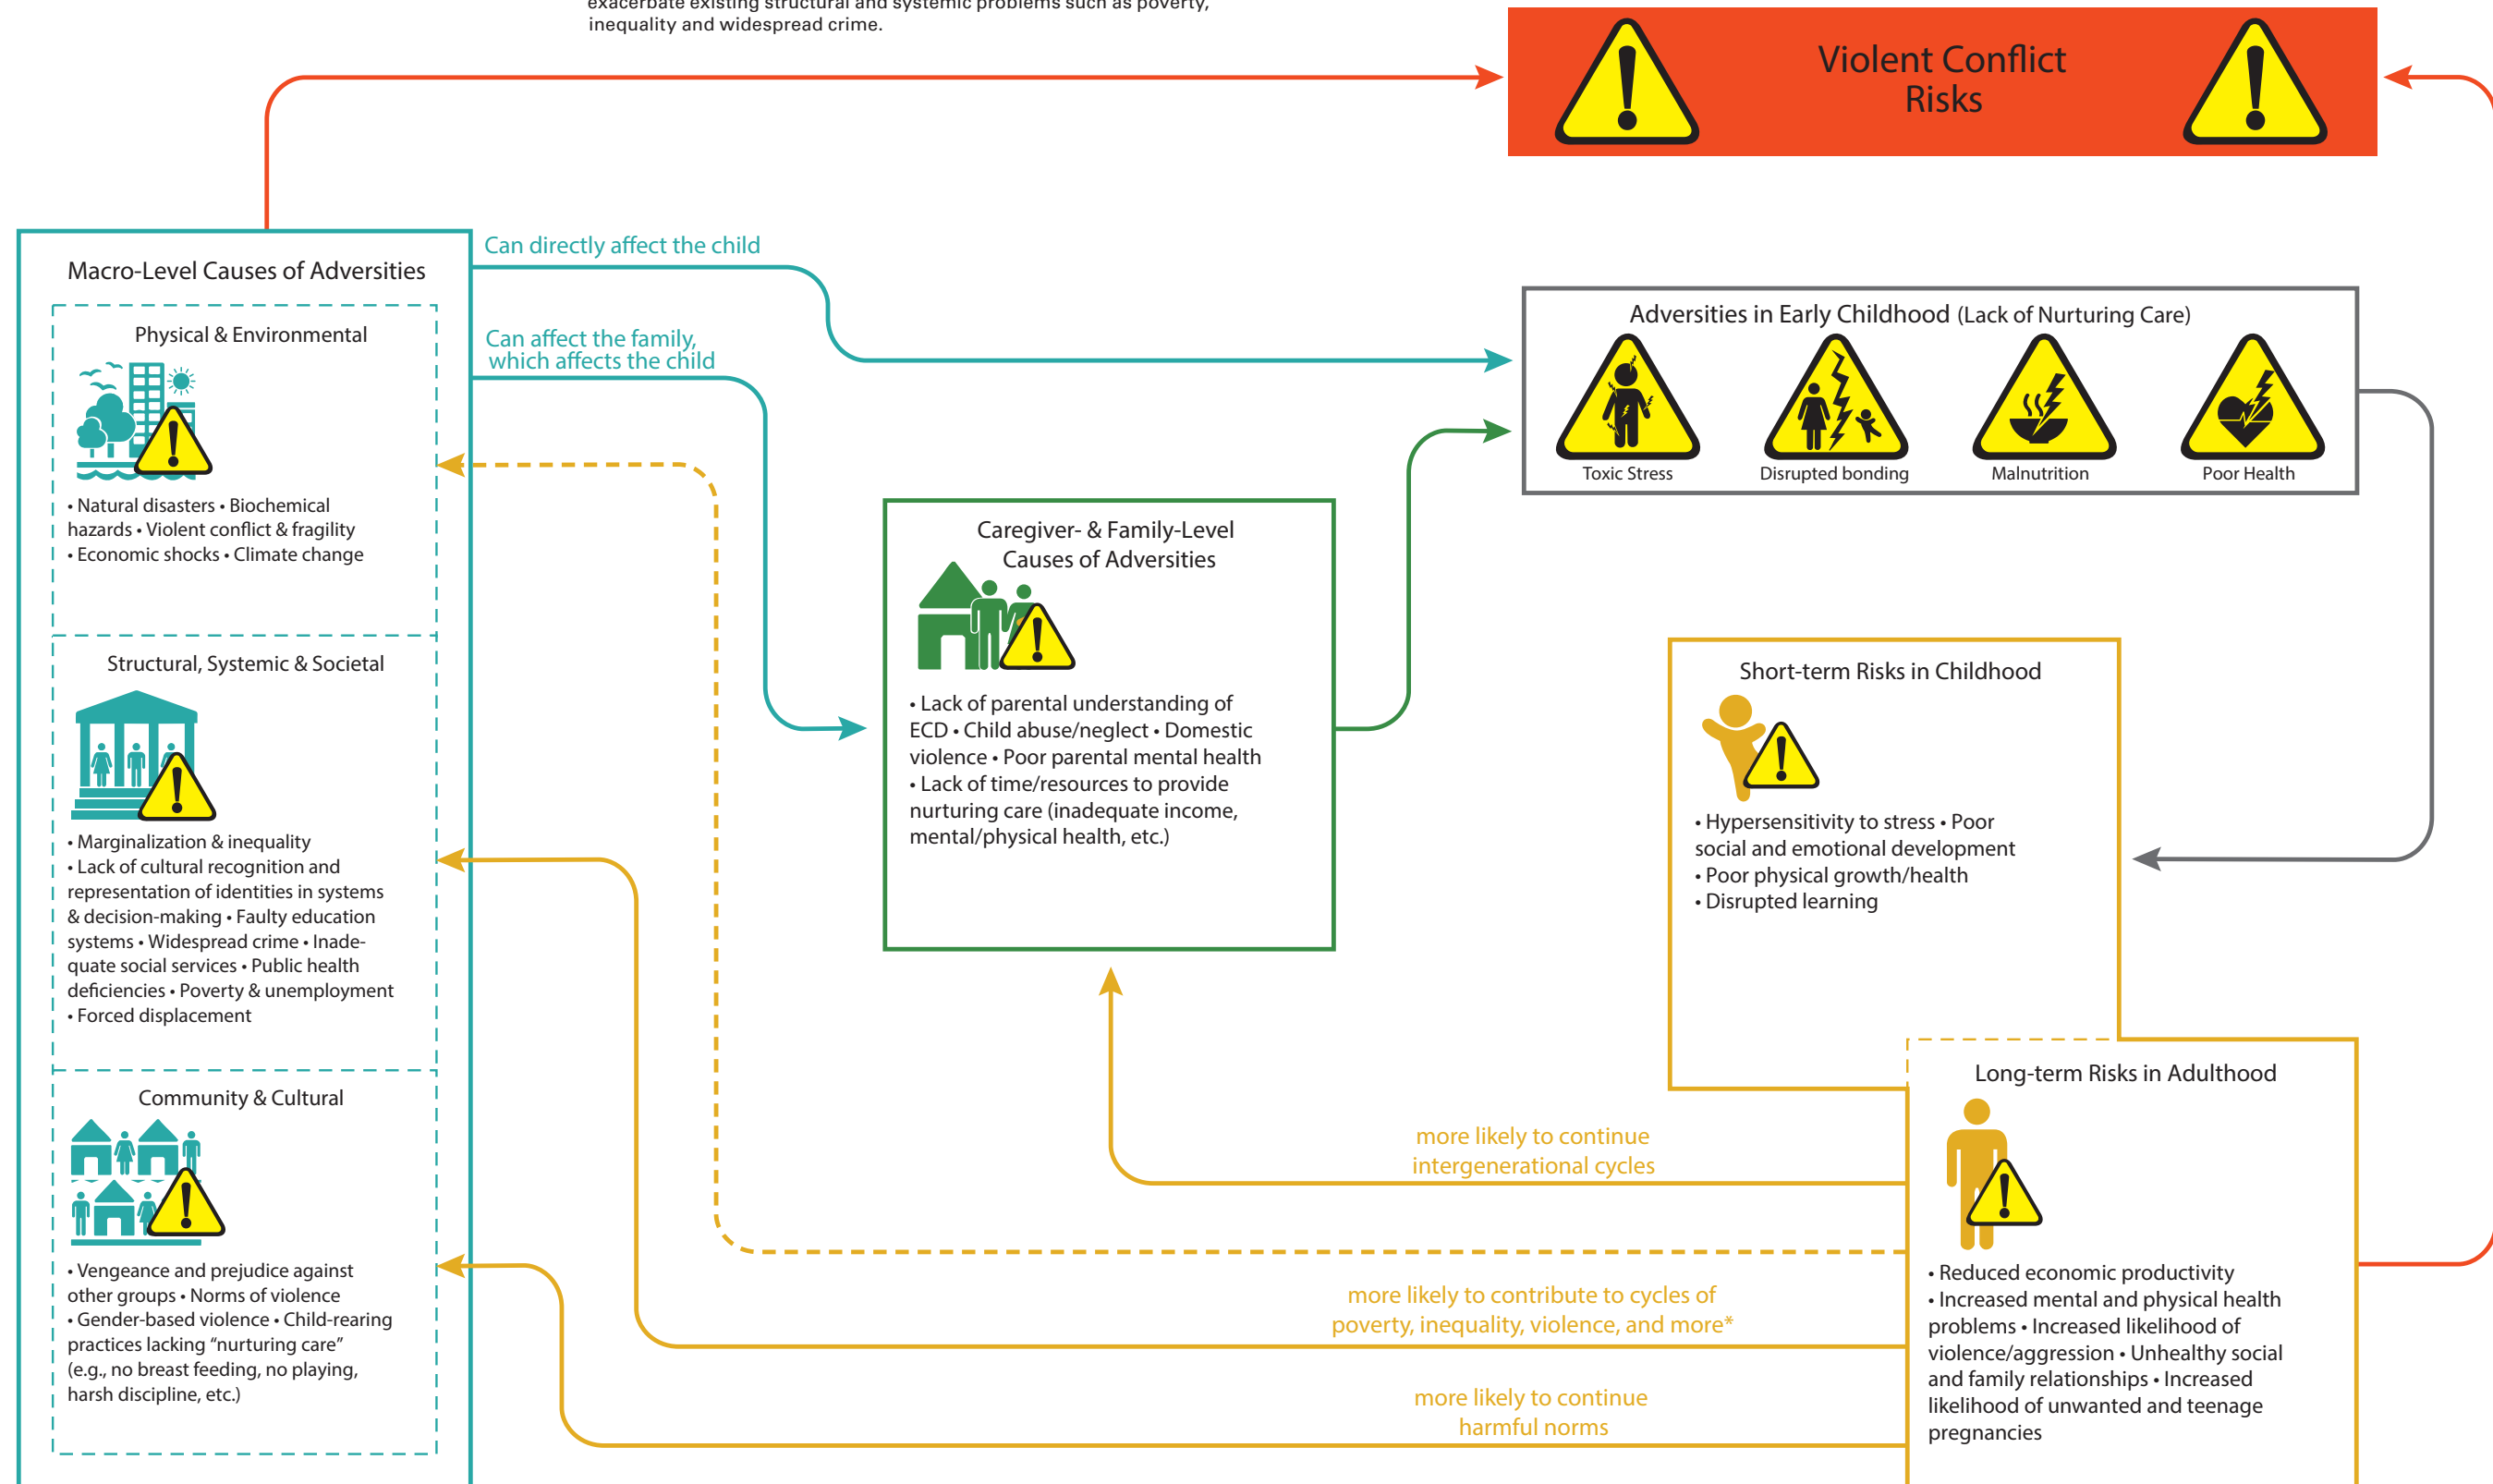 exacerbate existing structural and systemic problems such as poverty,
inequality and widespread crime.
Violent Conflict
Risks
Macro-Level Causes of Adversities
Physical & Environmental
• Natural disasters • Biochemical
hazards • Violent conflict & fragility
• Economic shocks • Climate change
Structural, Systemic & Societal
• Marginalization & inequality
• Lack of cultural recognition and
representation of identities in systems
& decision-making • Faulty education
systems • Widespread crime • Inade-
quate social services • Public health
deficiencies • Poverty & unemployment
• Forced displacement
Community & Cultural
• Vengeance and prejudice against
other groups • Norms of violence
• Gender-based violence • Child-rearing
practices lacking “nurturing care”
(e.g., no breast feeding, no playing,
harsh discipline, etc.)
Can directly affect the child
Can affect the family,
which affects the child
Caregiver- & Family-Level
Causes of Adversities
• Lack of parental understanding of
ECD • Child abuse/neglect • Domestic
violence • Poor parental mental health
• Lack of time/resources to provide
nurturing care (inadequate income,
mental/physical health, etc.)
Adversities in Early Childhood (Lack of Nurturing Care)
Toxic Stress
Disrupted bonding
Malnutrition
Poor Health
Short-term Risks in Childhood
• Hypersensitivity to stress • Poor
social and emotional development
• Poor physical growth/health
• Disrupted learning
Long-term Risks in Adulthood
• Reduced economic productivity
• Increased mental and physical health
problems • Increased likelihood of
violence/aggression • Unhealthy social
and family relationships • Increased
likelihood of unwanted and teenage
pregnancies
more likely to continue
intergenerational cycles
more likely to contribute to cycles of
poverty, inequality, violence, and more*
more likely to continue
harmful norms